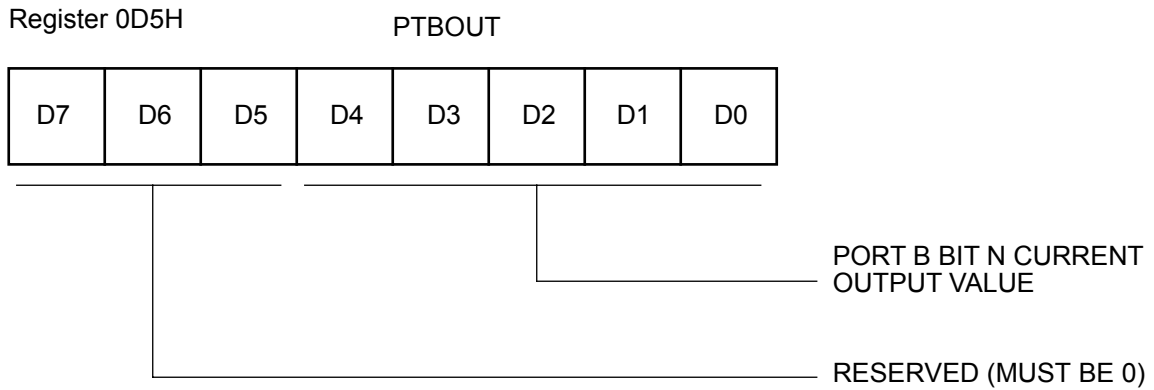 Register 0D5H
PTBOUT
D7 D6 D5 D4 D3 D2 D1 D0
PORT B BIT N CURRENT
OUTPUT VALUE
RESERVED (MUST BE 0)